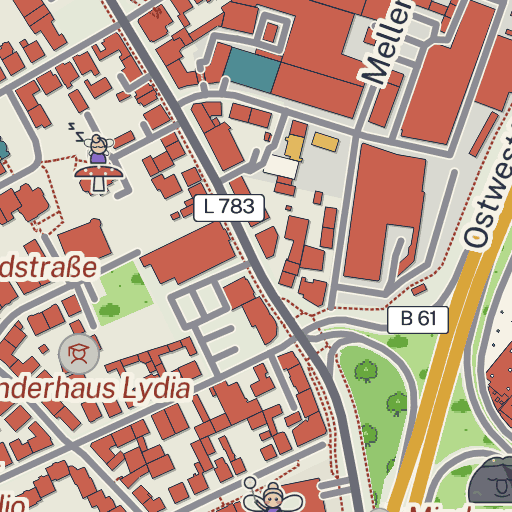 Meller
z
z
z
L 783
Ostwest
dstraße
B 61
nderhaus Lydia